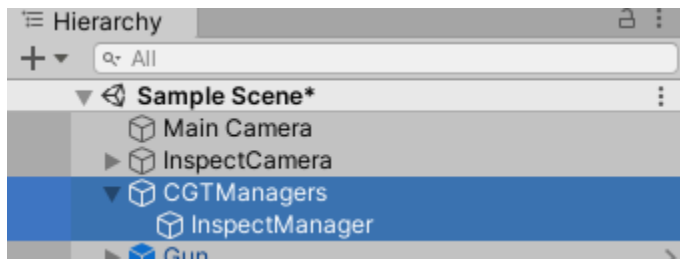 Hierarchy
All
Sample Scene*
Main Camera
InspectCamera
CGTManagers
InspectManager
Gun